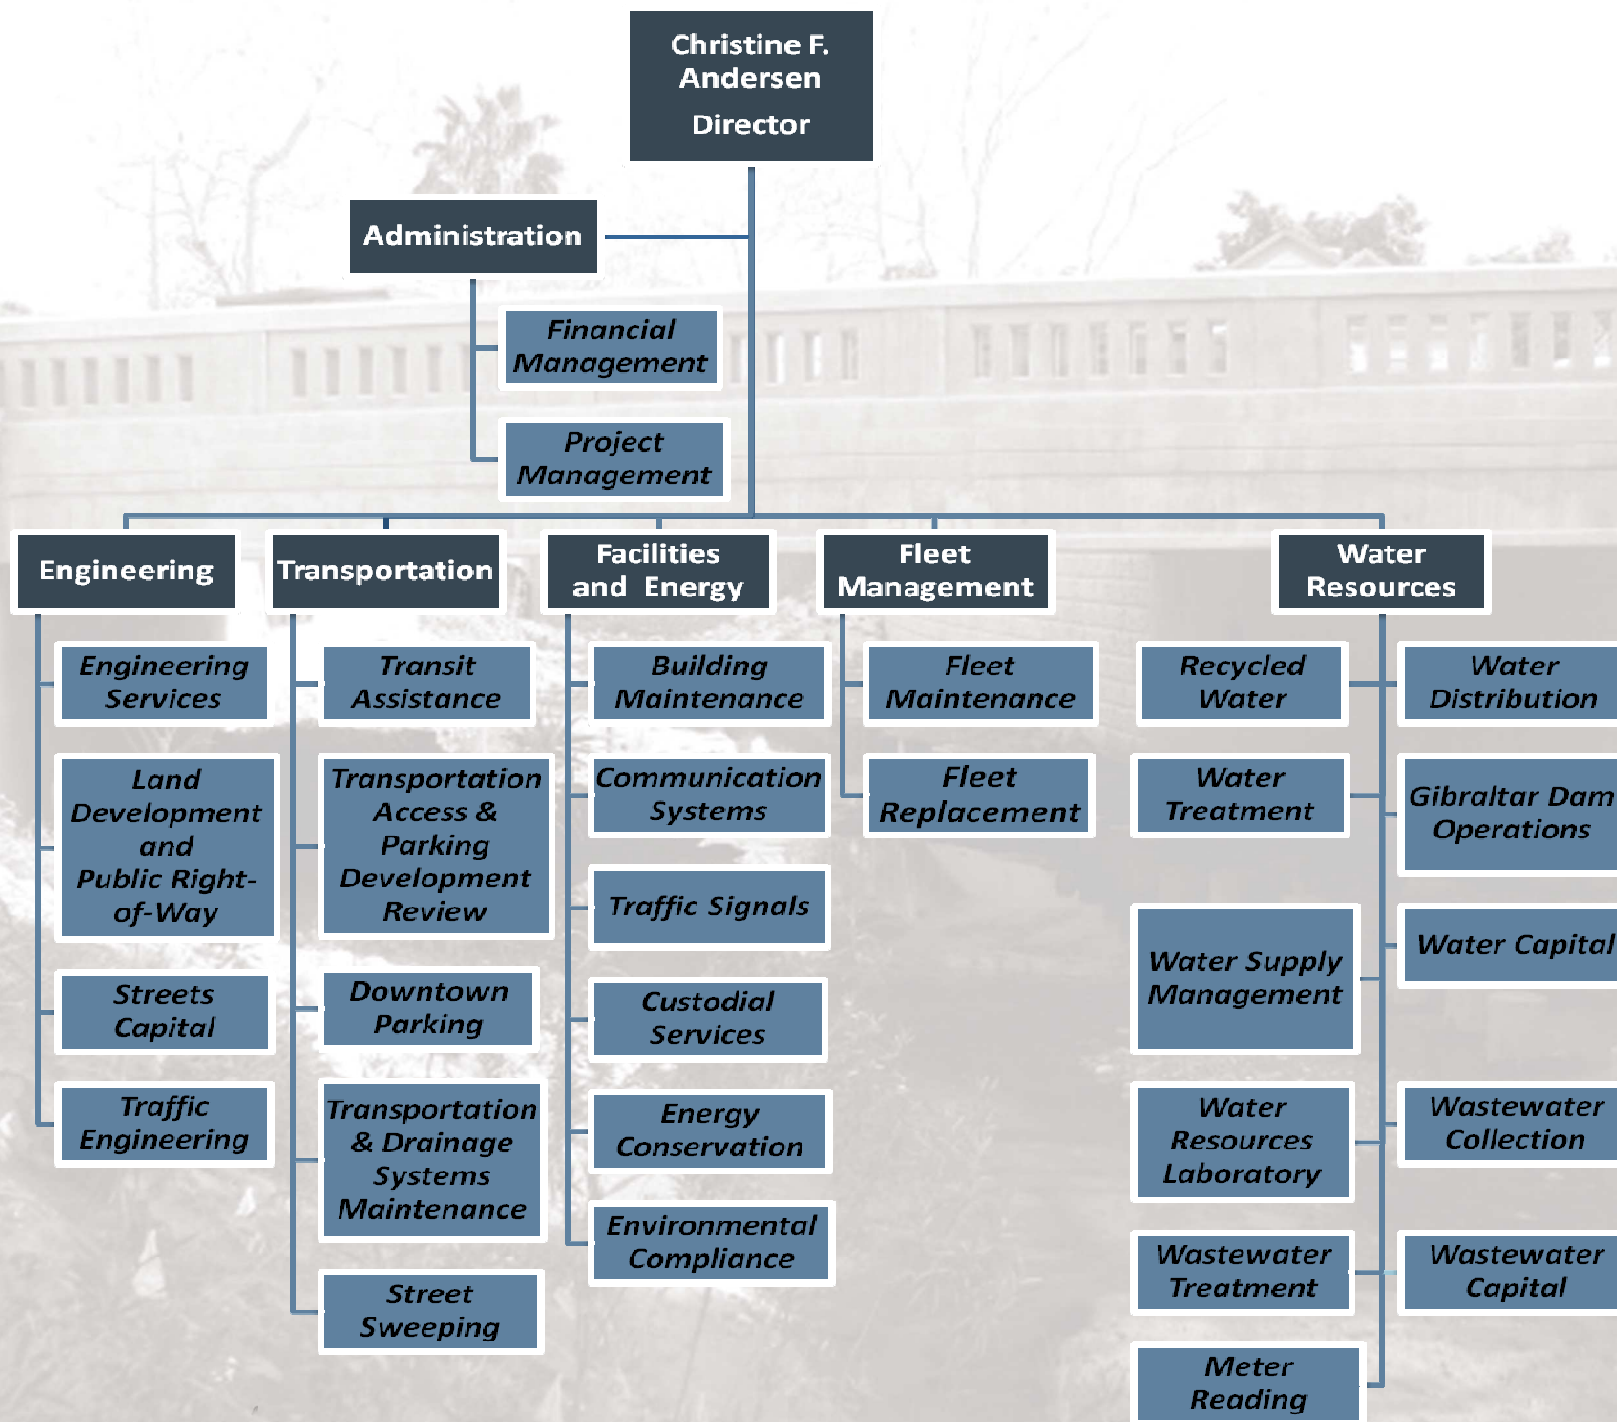 Christine F.
Andersen
Director
Administration
Financial
Management
Project
Management
Engineering
Transportation
Facilities
and Energy
Fleet
Management
Water
Resources
Engineering
Services
Land
Development
and
Public Right-
of-Way
Streets
Capital
Traffic
Engineering
Transit
Assistance
Transportation
Access &
Parking
Development
Review
Downtown
Parking
Transportation
& Drainage
Systems
Maintenance
Street
Sweeping
Building
Maintenance
Communication
Systems
Traffic Signals
Custodial
Services
Energy
Conservation
Environmental
Compliance
Fleet
Maintenance
Fleet
Replacement
Recycled
Water
Water
Treatment
Water Supply
Management
Water
Resources
Laboratory
Wastewater
Treatment
Meter
Reading
Water
Distribution
Gibraltar Dam
Operations
Water Capital
Wastewater
Collection
Wastewater
Capital